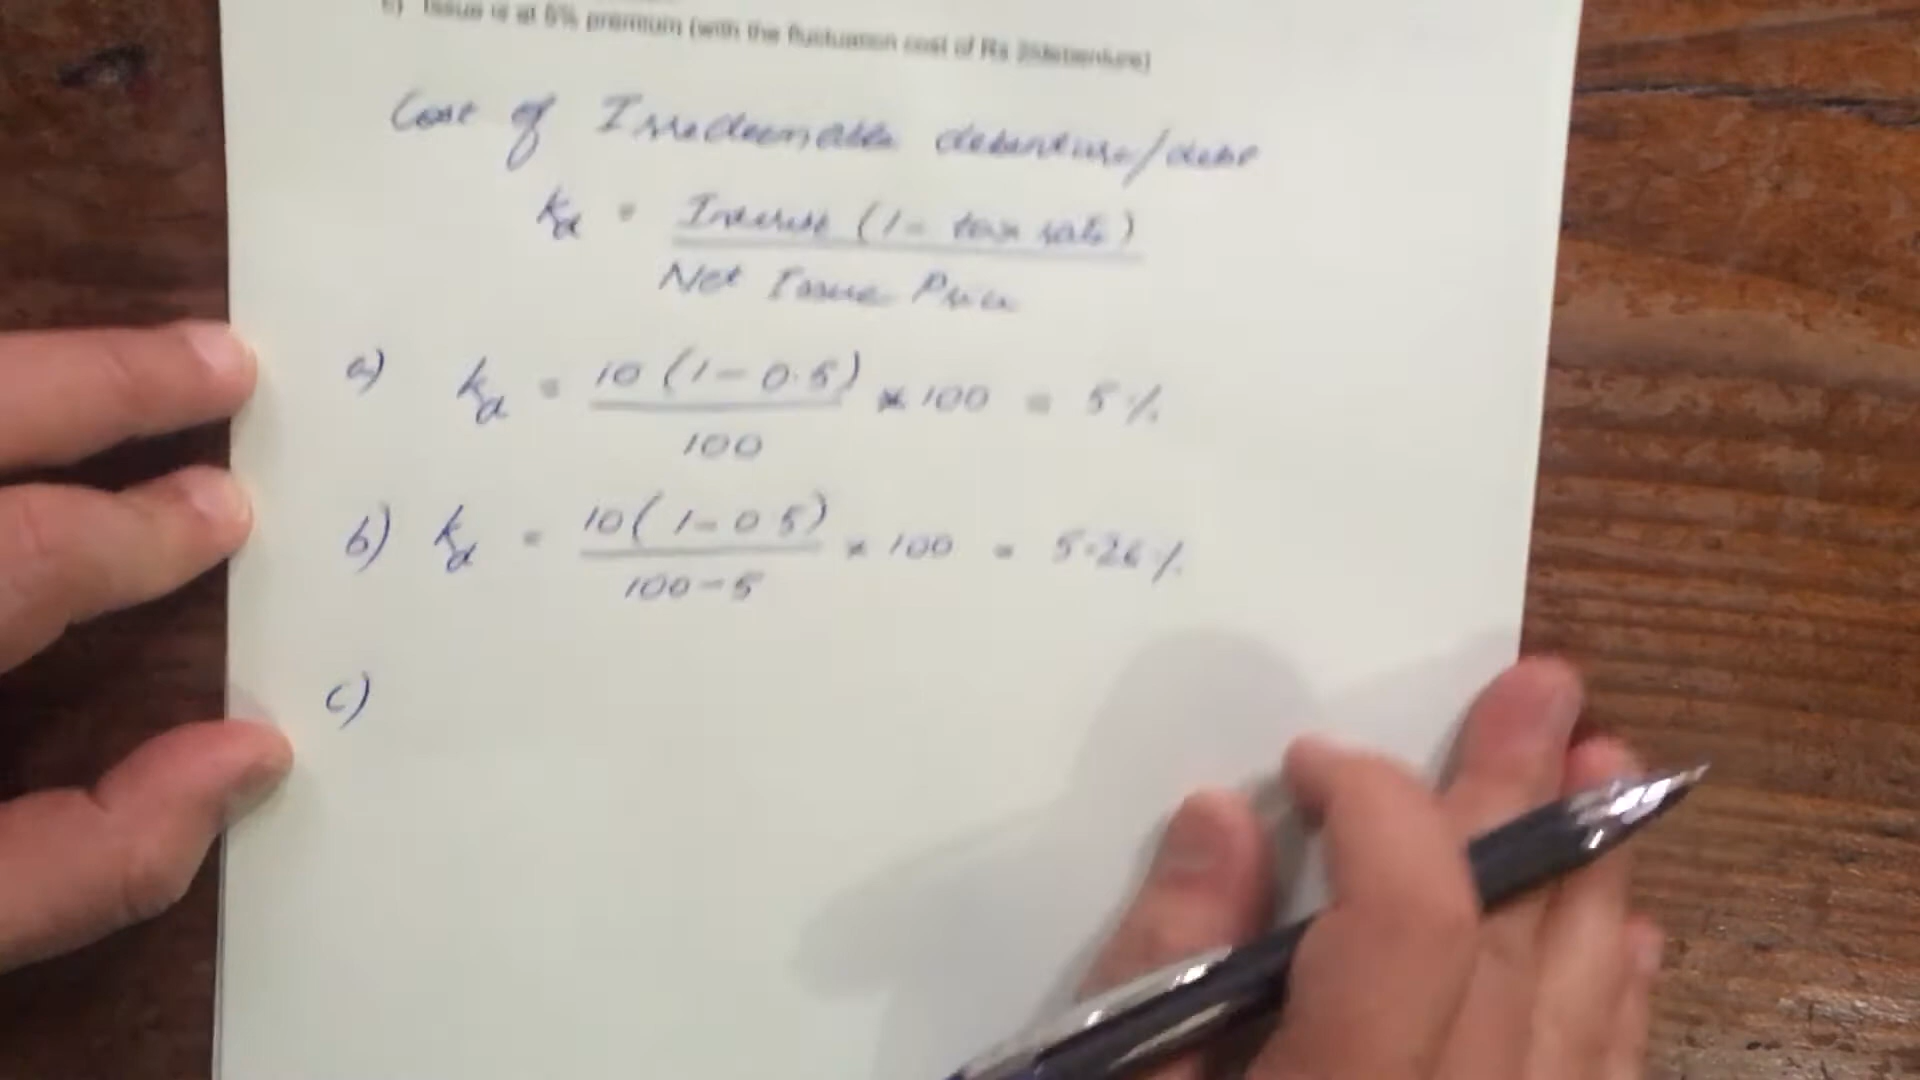 Issue is at 5% premium (with the fluctuation cost of Rs
Cost of Irredeemable debenture/debt
Kd = Interest (1 - tax rate)
Net Issue Price
a) Kd = 10 (1 - 0.5) × 100 = 5%
100
b) Kd = 10 (1 - 0.5) × 100 = 5.26%
100 - 5
c)